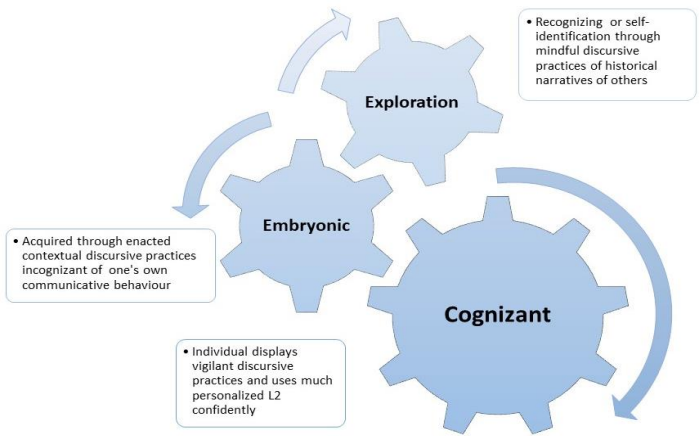 • Recognizing or self-
identification through
mindful discursive
practices of historical
narratives of others
Exploration
Embryonic
• Acquired through enacted
contextual discursive practices
incognizant of one's own
communicative behaviour
Cognizant
• Individual displays
vigilant discursive
practices and uses much
personalized L2
confidently